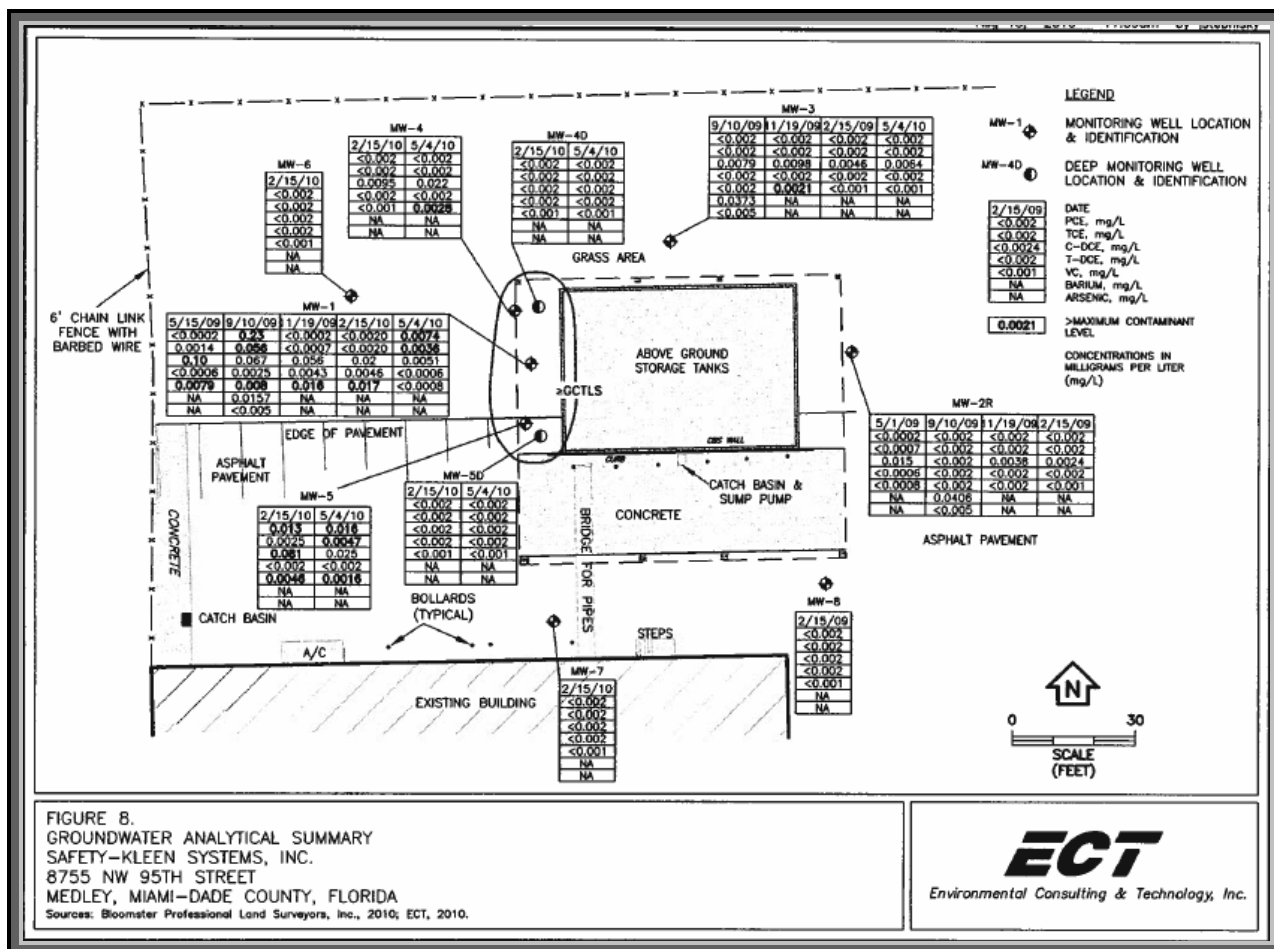 MW-3
9/10/09 11/19/09 2/15/09 5/4/10
<0.002 <0.002 <0.002 <0.002
<0.002 <0.002 <0.002 <0.002
0.0079 0.0098 0.0046 0.0064
<0.002 <0.002 <0.002 <0.002
<0.002 0.0021 <0.001 <0.001
0.0373 NA NA NA
<0.005 NA NA NA
MW-4
2/15/10 5/4/10
<0.002 <0.002
<0.002 <0.002
0.0095 0.022
<0.002 <0.002
<0.001 0.0028
NA NA
NA NA
MW-4D
2/15/10 5/4/10
<0.002 <0.002
<0.002 <0.002
<0.002 <0.002
<0.002 <0.002
<0.001 <0.001
NA NA
NA NA
MW-6
2/15/10
<0.002
<0.002
<0.002
<0.002
<0.001
NA
NA
GRASS AREA
LEGEND
MW-1
MONITORING WELL LOCATION
& IDENTIFICATION
MW-4D
DEEP MONITORING WELL
LOCATION & IDENTIFICATION
2/15/09 DATE
<0.002 PCE, mg/L
<0.002 TCE, mg/L
<0.0024 C-DCE, mg/L
<0.002 T-DCE, mg/L
<0.001 VC, mg/L
NA BARIUM, mg/L
NA ARSENIC, mg/L
0.0021 >MAXIMUM CONTAMINANT
LEVEL
CONCENTRATIONS IN
MILLIGRAMS PER LITER
(mg/L)
6' CHAIN LINK
FENCE WITH
BARBED WIRE
MW-1
5/15/09 9/10/09 11/19/09 2/15/10 5/4/10
<0.0002 0.23 <0.0002 <0.0020 0.0074
0.0014 0.056 <0.0007 <0.0020 0.0036
0.10 0.067 0.056 0.02 0.0051
<0.0006 0.0025 0.0043 0.0046 <0.0006
0.0079 0.008 0.016 0.017 <0.0008
NA 0.0157 NA NA NA
NA <0.005 NA NA NA
ABOVE GROUND
STORAGE TANKS
≥GCTLS
EDGE OF PAVEMENT
CBS WALL
CURB
ASPHALT
PAVEMENT
CATCH BASIN &
SUMP PUMP
CONCRETE
MW-2R
5/1/09 9/10/09 11/19/09 2/15/09
<0.0002 <0.002 <0.002 <0.002
<0.0007 <0.002 <0.002 <0.002
0.015 <0.002 0.0038 0.0024
<0.0006 <0.002 <0.002 <0.002
<0.0008 <0.002 <0.002 <0.001
NA 0.0406 NA NA
NA <0.005 NA NA
ASPHALT PAVEMENT
MW-5
2/15/10 5/4/10
0.013 0.016
0.0025 0.0047
0.081 0.025
<0.002 <0.002
0.0046 0.0016
NA NA
NA NA
MW-5D
2/15/10 5/4/10
<0.002 <0.002
<0.002 <0.002
<0.002 <0.002
<0.002 <0.002
<0.001 <0.001
NA NA
NA NA
CONCRETE
BRIDGE FOR PIPES
BOLLARDS
(TYPICAL)
CATCH BASIN
A/C
STEPS
MW-8
2/15/09
<0.002
<0.002
<0.002
<0.002
<0.001
NA
NA
MW-7
2/15/10
<0.002
<0.002
<0.002
<0.002
<0.001
NA
NA
EXISTING BUILDING
N
0 30
SCALE
(FEET)
FIGURE 8.
GROUNDWATER ANALYTICAL SUMMARY
SAFETY-KLEEN SYSTEMS, INC.
8755 NW 95TH STREET
MEDLEY, MIAMI-DADE COUNTY, FLORIDA
Sources: Bloomster Professional Land Surveyors, Inc., 2010; ECT, 2010.
ECT
Environmental Consulting & Technology, Inc.